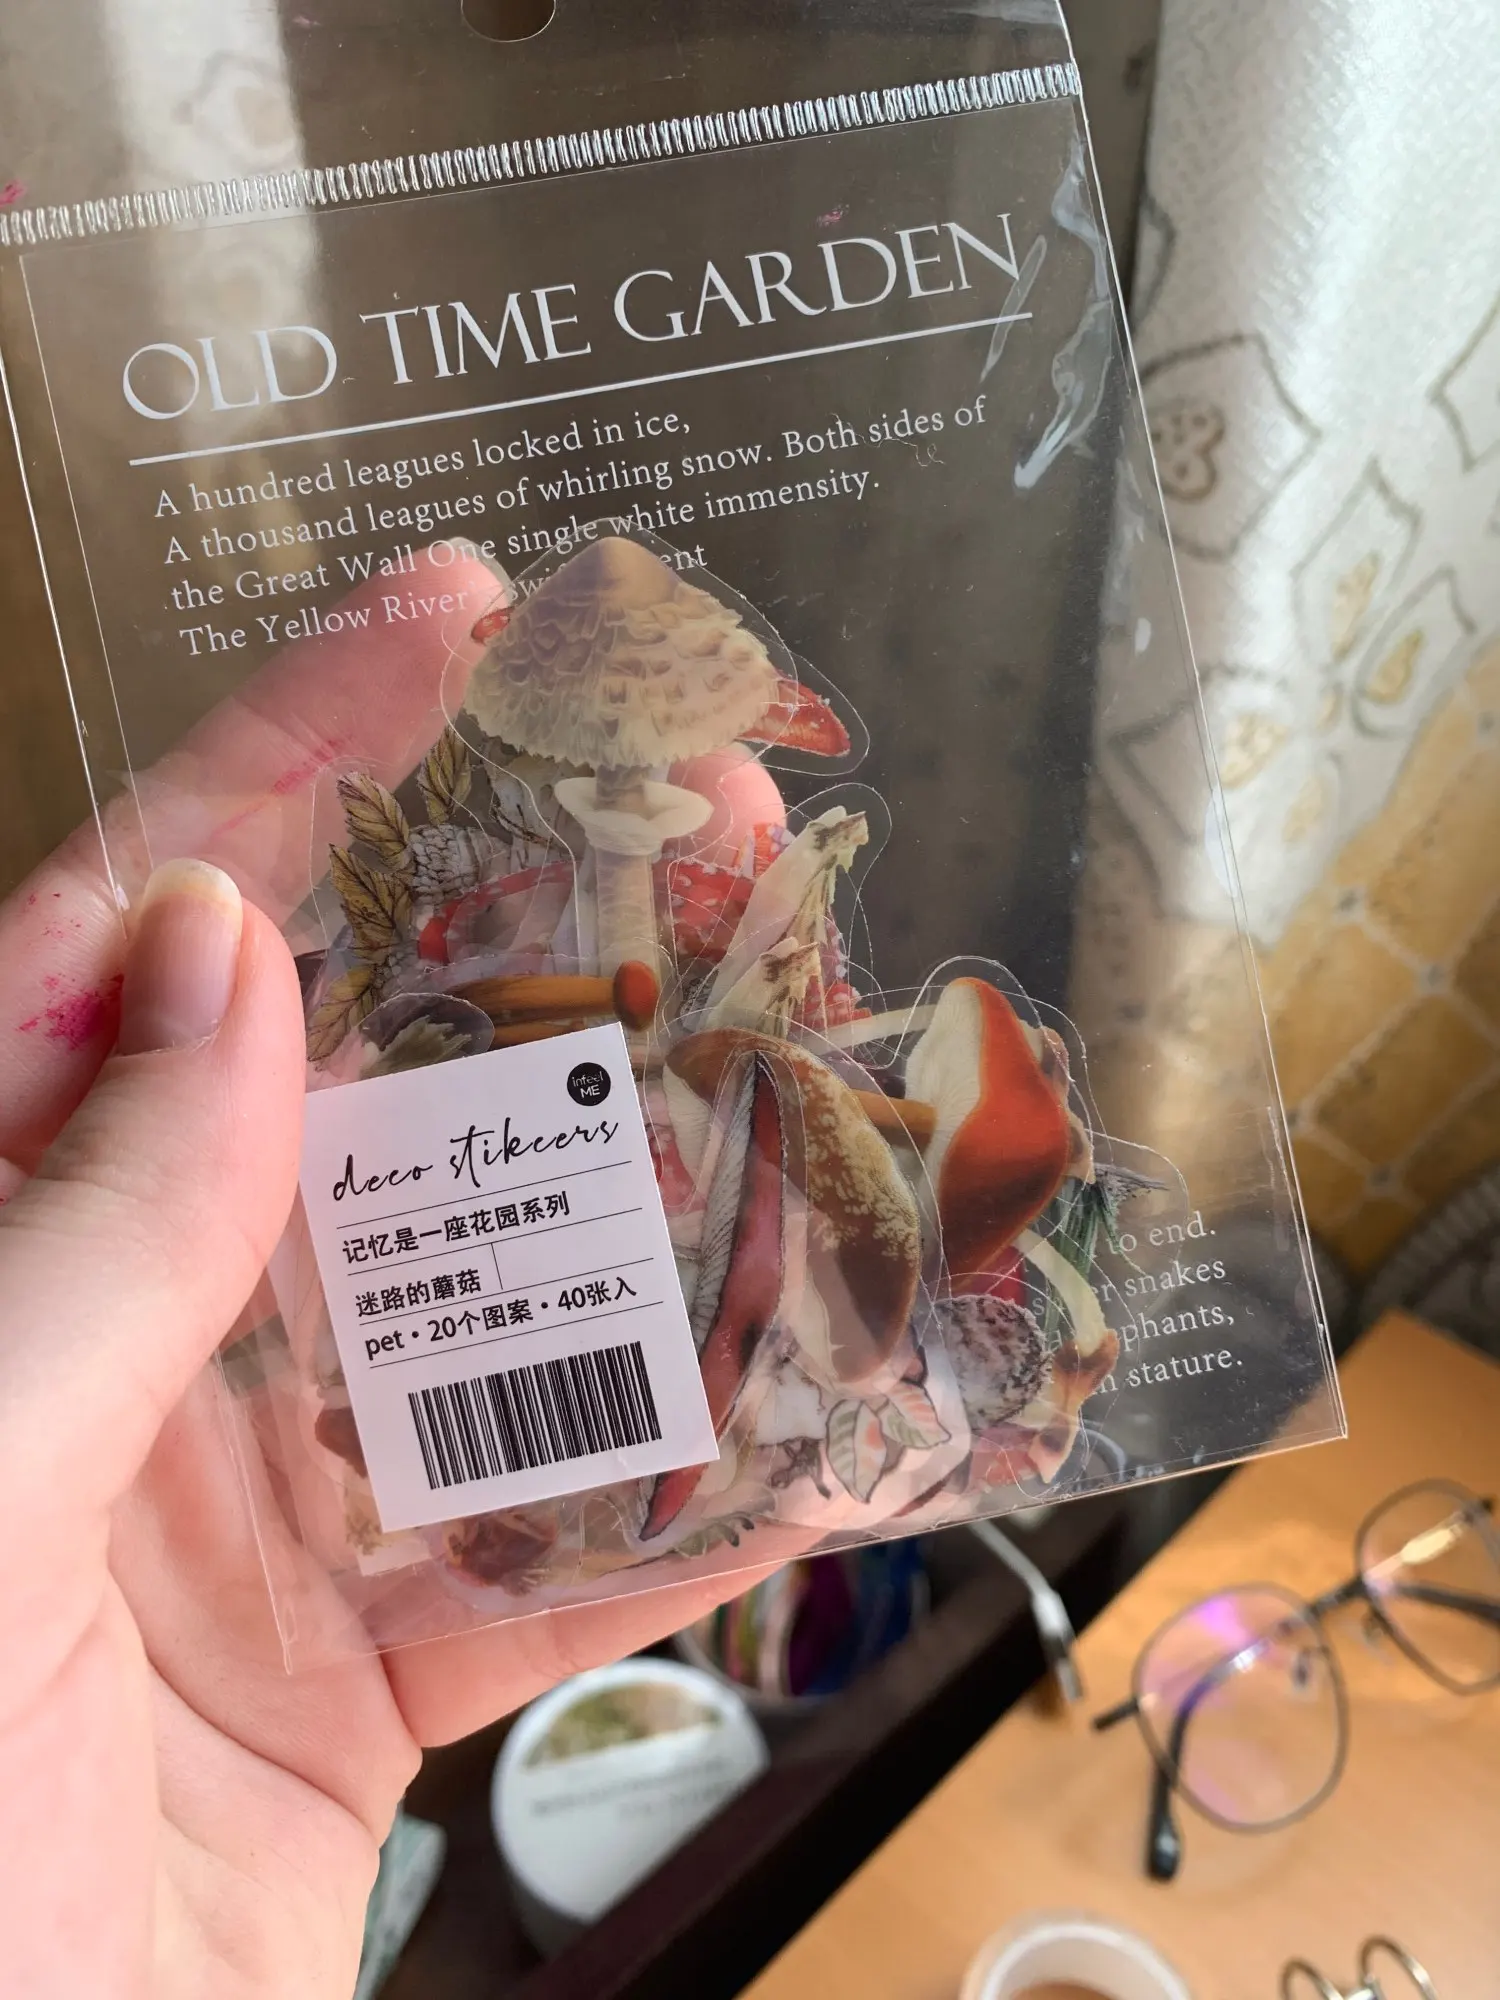 OLD TIME GARDEN
A hundred leagues locked in ice,
A thousand leagues of whirling snow. Both sides of
the Great Wall One single white immensity.
The Yellow River
to end.
snakes
stature.
infeel
ME
deco stikeers
记忆是一座花园系列
迷路的蘑菇
pet·20个图案·40张入